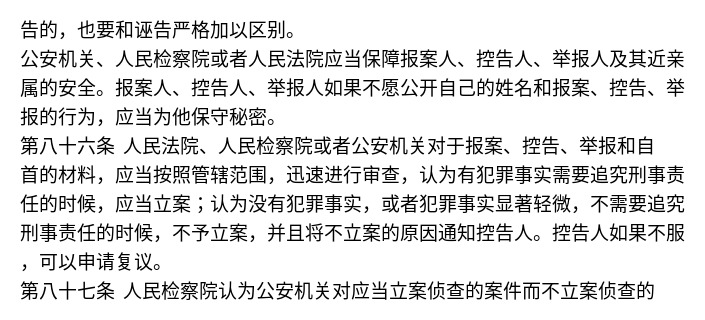 告的，也要和诬告严格加以区别。
公安机关、人民检察院或者人民法院应当保障报案人、控告人、举报人及其近亲
属的安全。报案人、控告人、举报人如果不愿公开自己的姓名和报案、控告、举
报的行为，应当为他保守秘密。
第八十六条 人民法院、人民检察院或者公安机关对于报案、控告、举报和自
首的材料，应当按照管辖范围，迅速进行审查，认为有犯罪事实需要追究刑事责
任的时候，应当立案；认为没有犯罪事实，或者犯罪事实显著轻微，不需要追究
刑事责任的时候，不予立案，并且将不立案的原因通知控告人。控告人如果不服
，可以申请复议。
第八十七条 人民检察院认为公安机关对应当立案侦查的案件而不立案侦查的